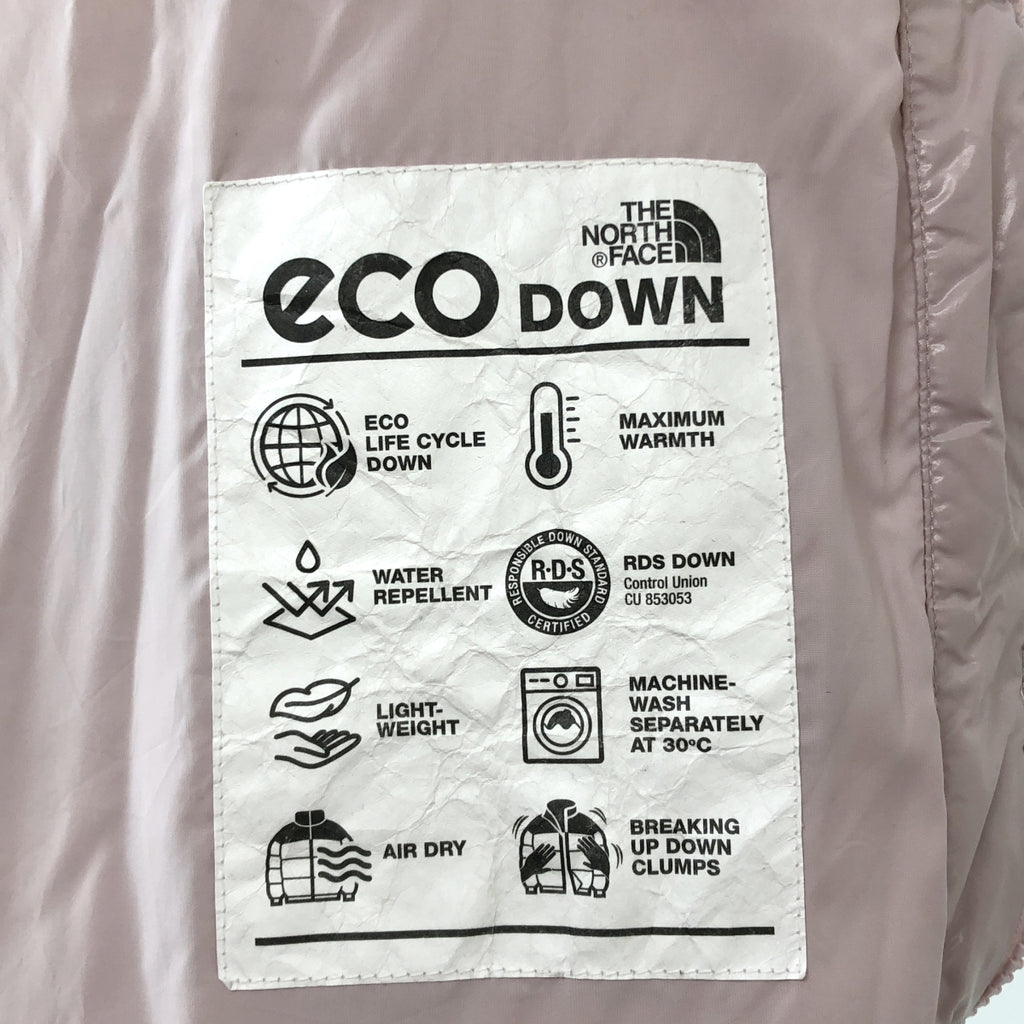 THE
NORTH
®FACE
eco DOWN
ECO
LIFE CYCLE
DOWN
MAXIMUM
WARMTH
WATER
REPELLENT
RESPONSIBLE DOWN STANDARD
R·D·S
CERTIFIED
RDS DOWN
Control Union
CU 853053
LIGHT-
WEIGHT
MACHINE-
WASH
SEPARATELY
AT 30ºC
AIR DRY
BREAKING
UP DOWN
CLUMPS